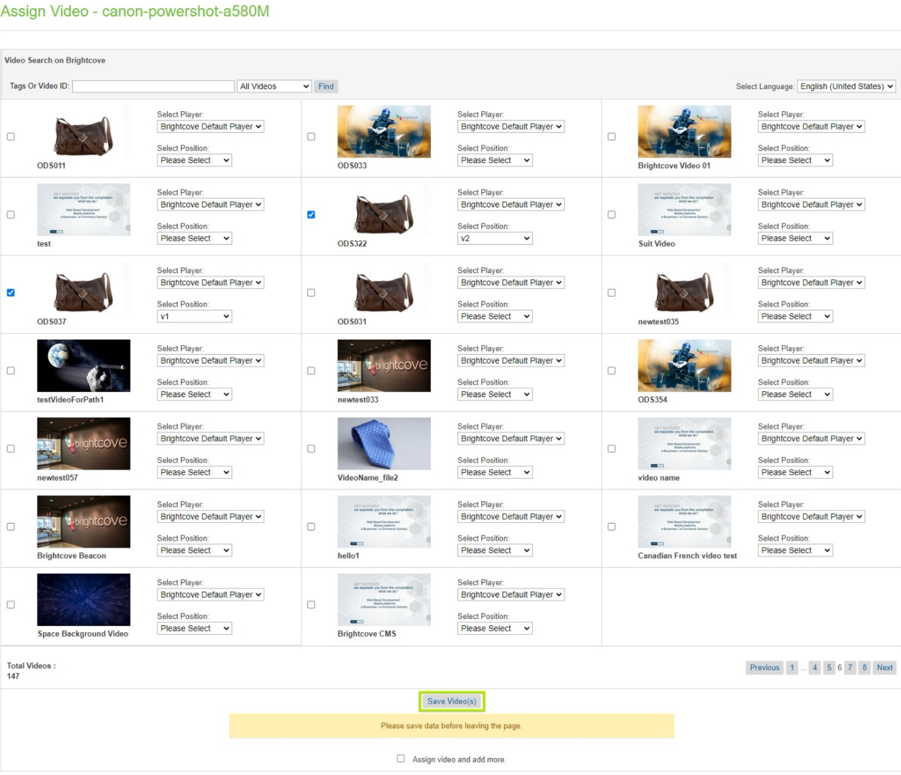 Assign Video - canon-powershot-a580M
Video Search on Brightcove
Tags Or Video ID: All Videos Find Select Language: English (United States)
Select Player: Select Player: Select Player:
Brightcove Default Player Brightcove Default Player Brightcove Default Player
Select Position: Select Position: Select Position:
Please Select Please Select Please Select
ODS011 ODS033 Brightcove Video 01
Select Player: Select Player: Select Player:
Brightcove Default Player Brightcove Default Player Brightcove Default Player
Select Position: Select Position: Select Position:
Please Select v2 Please Select
test ODS322 Suit Video
Select Player: Select Player: Select Player:
Brightcove Default Player Brightcove Default Player Brightcove Default Player
Select Position: Select Position: Select Position:
v1 Please Select Please Select
ODS037 ODS031 newtest035
Select Player: Select Player: Select Player:
Brightcove Default Player brightcove Brightcove Default Player Brightcove Default Player
Select Position: Select Position: Select Position:
Please Select Please Select Please Select
testVideoForPath1 newtest033 ODS354
Select Player: Select Player: Select Player:
brightcove Brightcove Default Player Brightcove Default Player Brightcove Default Player
Select Position: Select Position: Select Position:
Please Select Please Select Please Select
newtest057 VideoName_file2 video name
Select Player: Select Player: Select Player:
brightcove Brightcove Default Player Brightcove Default Player Brightcove Default Player
Select Position: Select Position: Select Position:
Please Select Please Select Please Select
Brightcove Beacon hello1 Canadian French video test
Select Player: Select Player:
Brightcove Default Player Brightcove Default Player
Select Position: Select Position:
Please Select Please Select
Space Background Video Brightcove CMS
Total Videos :
147
Previous 1 ... 4 5 6 7 8 Next
Save Video(s)
Please save data before leaving the page.
Assign video and add more.